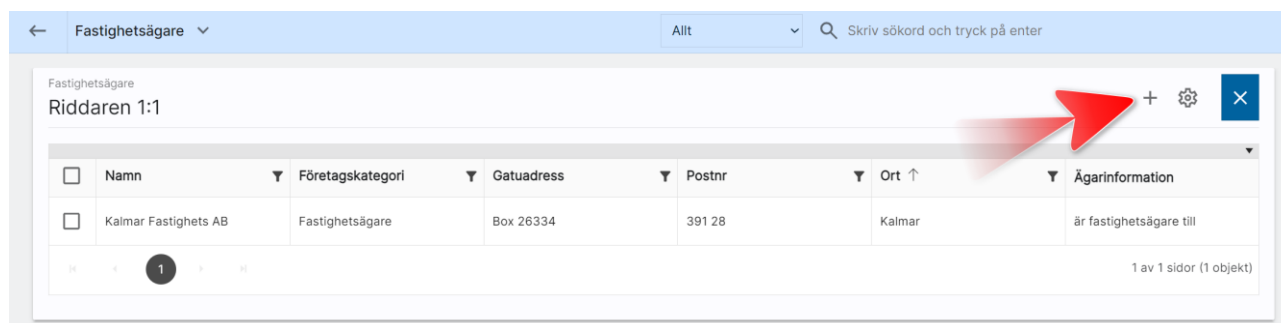 Fastighetsägare Allt Skriv sökord och tryck på enter
Fastighetsägare
Riddaren 1:1
Namn Företagskategori Gatuadress Postnr Ort Ägarinformation
Kalmar Fastighets AB Fastighetsägare Box 26334 391 28 Kalmar är fastighetsägare till
1 1 av 1 sidor (1 objekt)